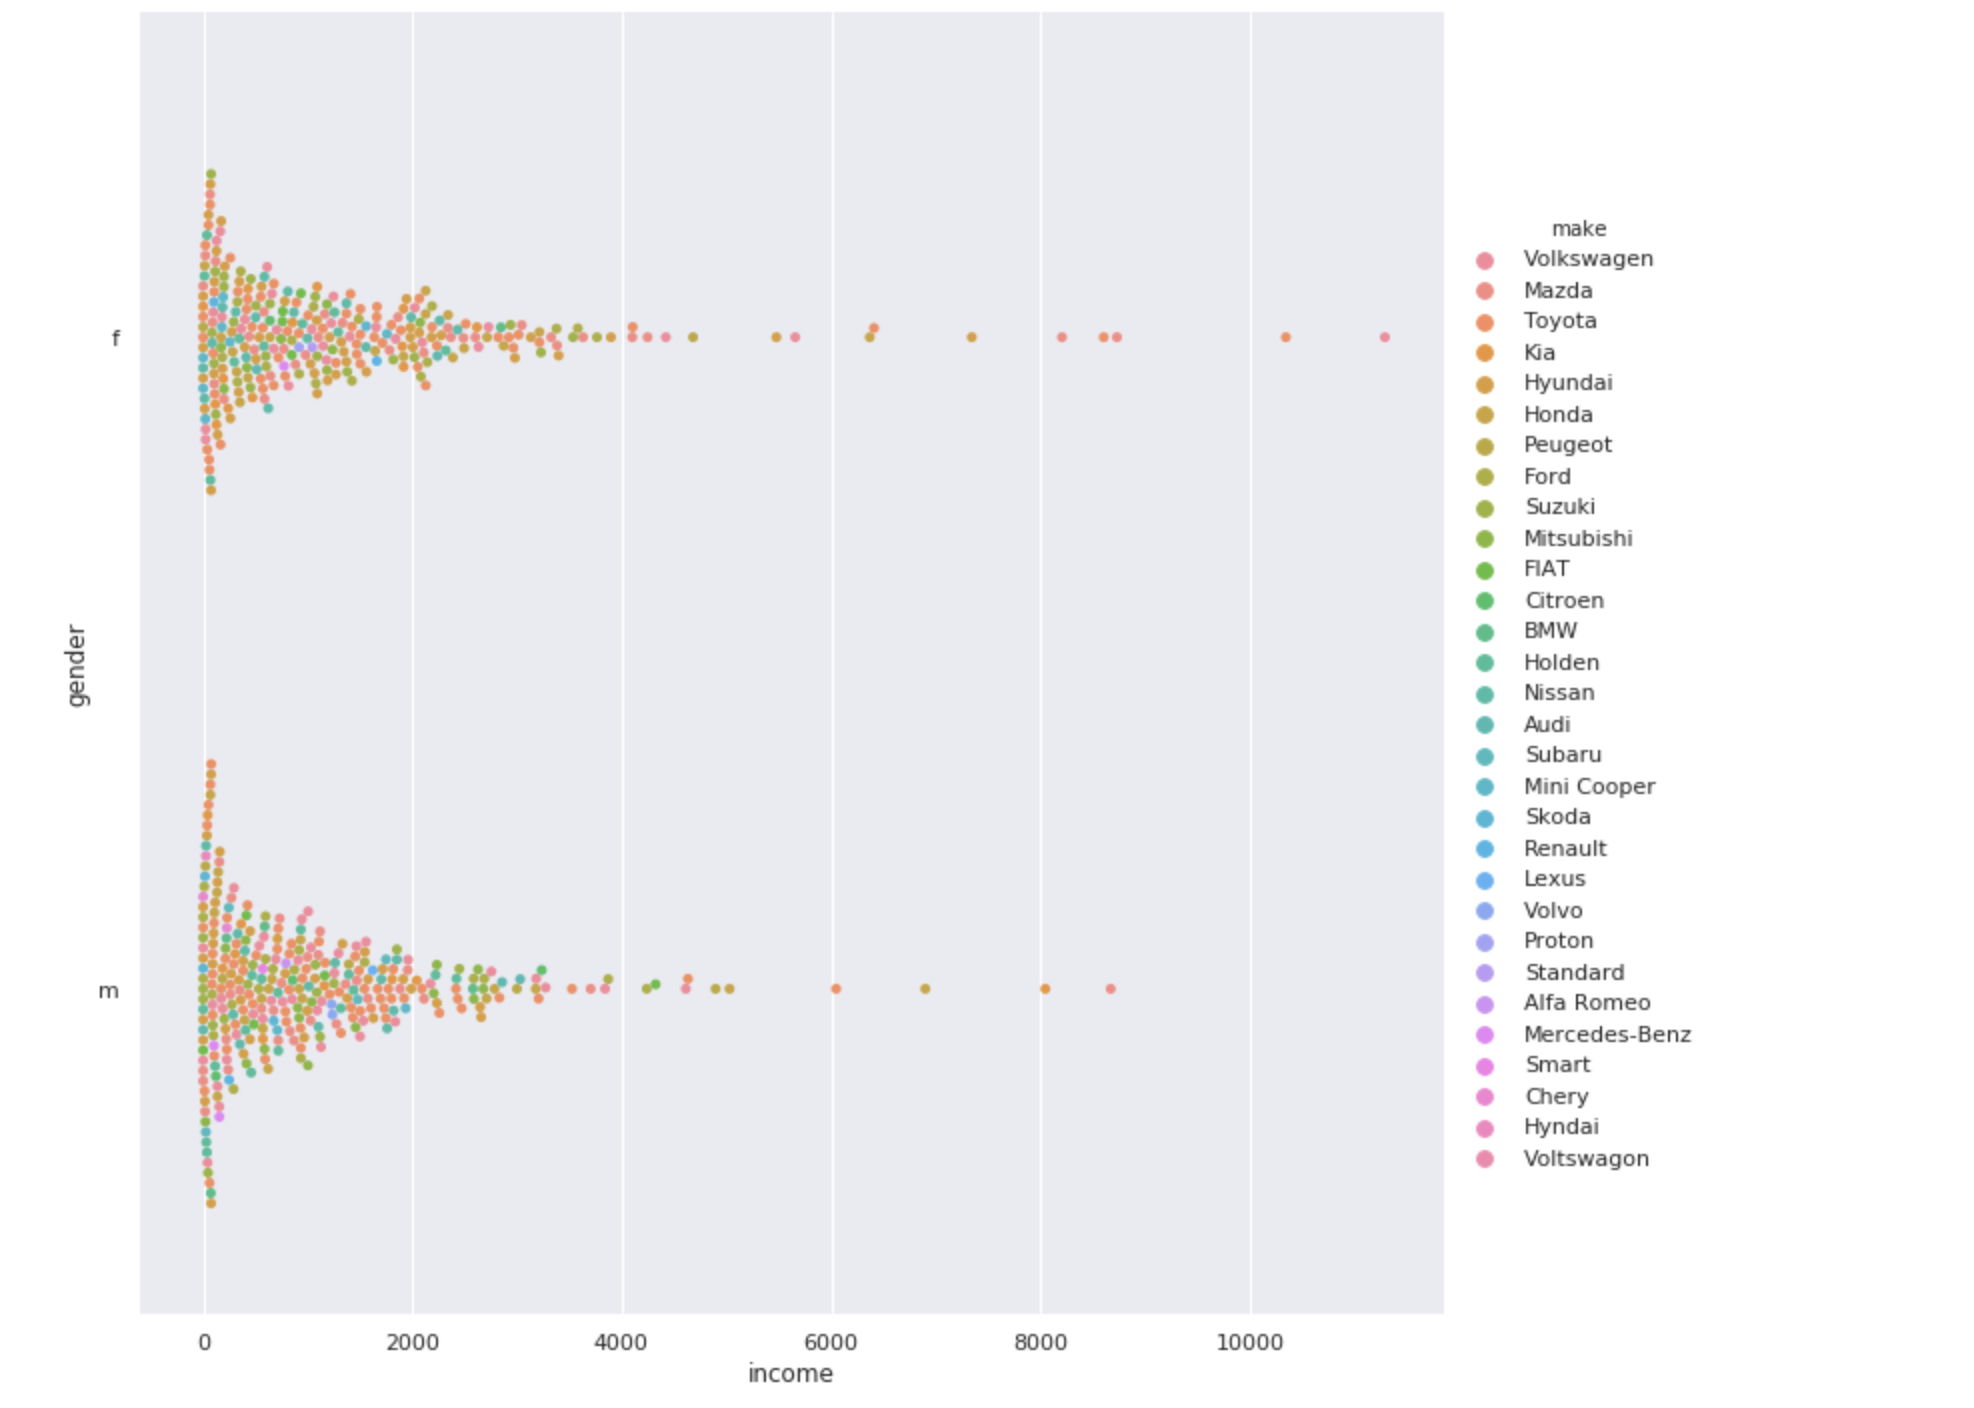 f
m
gender
0 2000 4000 6000 8000 10000
income
make
Volkswagen
Mazda
Toyota
Kia
Hyundai
Honda
Peugeot
Ford
Suzuki
Mitsubishi
FIAT
Citroen
BMW
Holden
Nissan
Audi
Subaru
Mini Cooper
Skoda
Renault
Lexus
Volvo
Proton
Standard
Alfa Romeo
Mercedes-Benz
Smart
Chery
Hyndai
Voltswagon